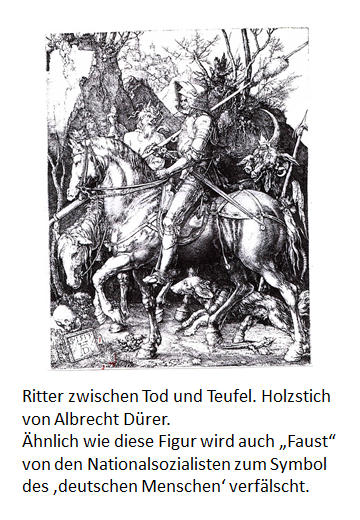 Ritter zwischen Tod und Teufel. Holzstich
von Albrecht Dürer.
Ähnlich wie diese Figur wird auch „Faust“
von den Nationalsozialisten zum Symbol
des ‚deutschen Menschen‘ verfälscht.